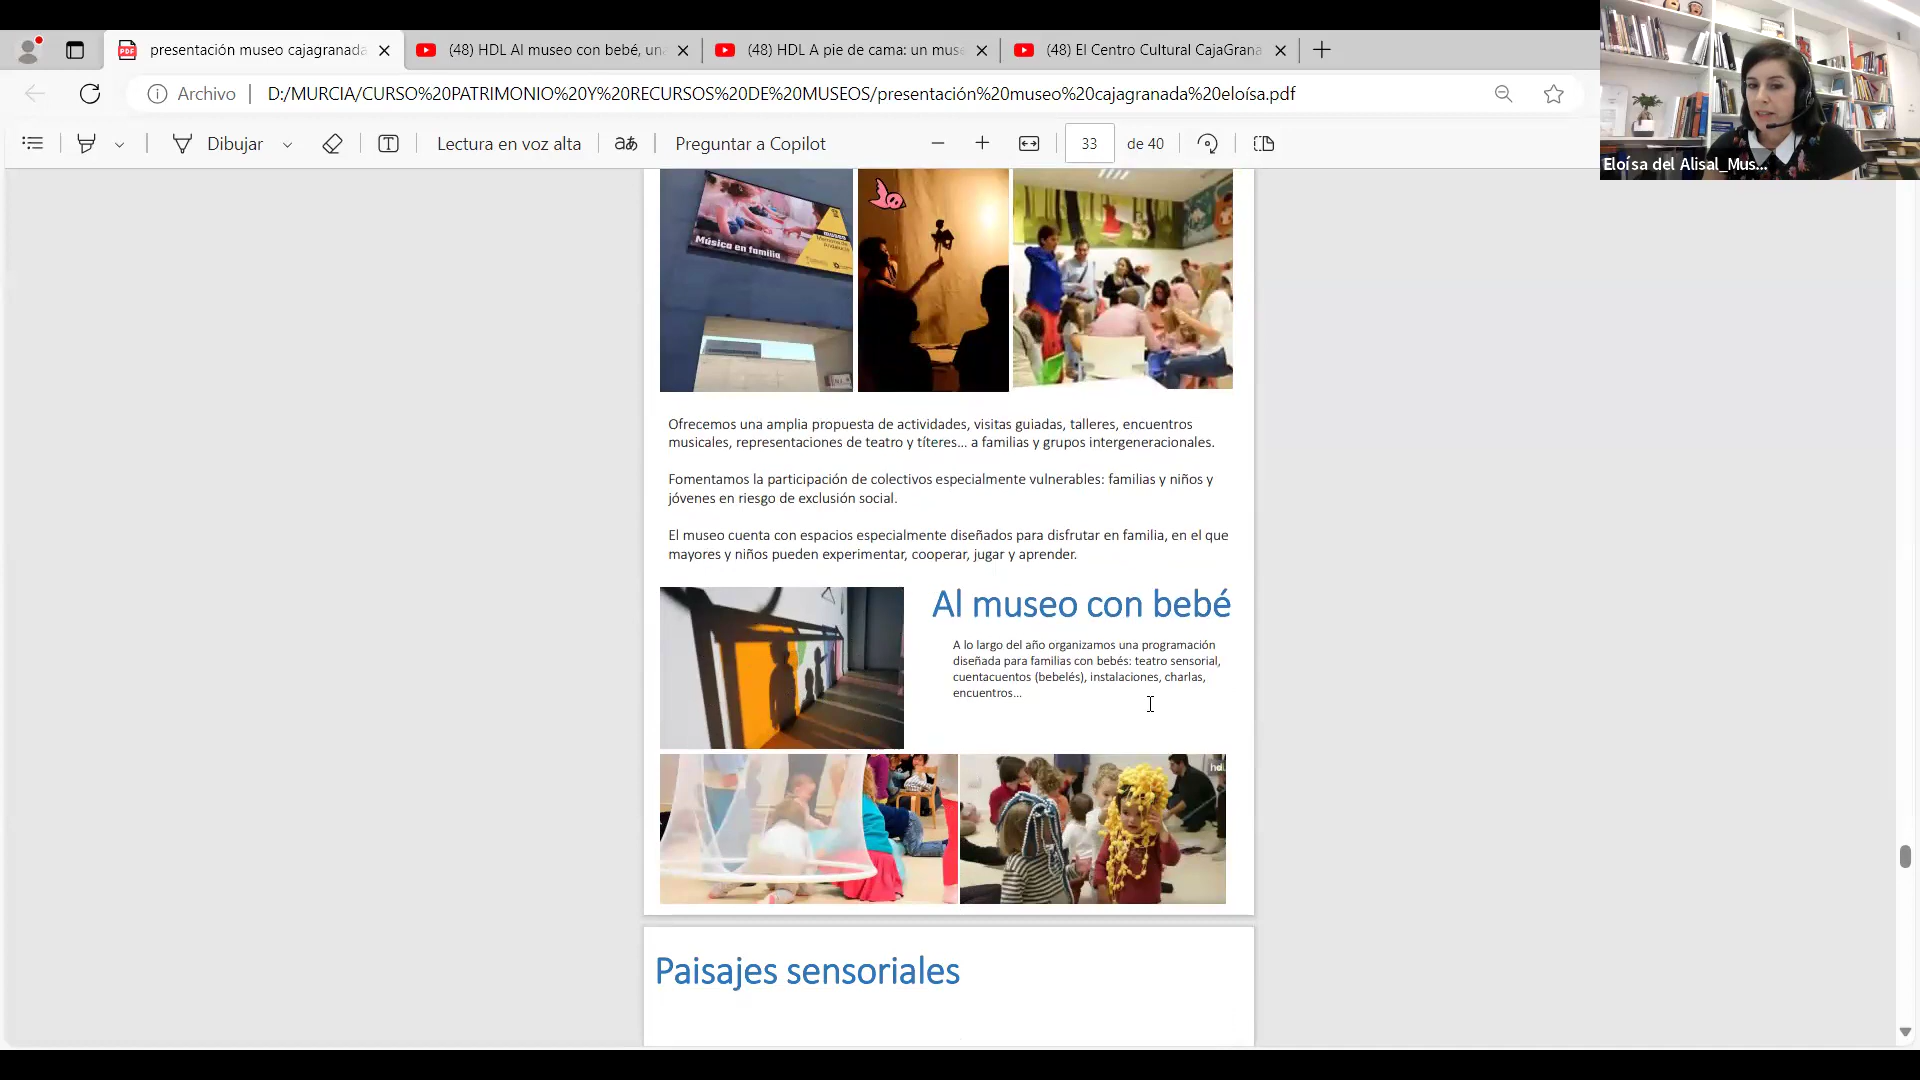 presentación museo cajagranada
(48) HDL Al museo con bebé, una
(48) HDL A pie de cama: un muse
(48) El Centro Cultural CajaGrana
Archivo
D:/MURCIA/CURSO%20PATRIMONIO%20Y%20RECURSOS%20DE%20MUSEOS/presentación%20museo%20cajagranada%20eloísa.pdf
Dibujar
Lectura en voz alta
aあ
Preguntar a Copilot
33
de 40
Eloísa del Alisal_Mus...
Música en familia
Ofrecemos una amplia propuesta de actividades, visitas guiadas, talleres, encuentros
musicales, representaciones de teatro y títeres... a familias y grupos intergeneracionales.
Fomentamos la participación de colectivos especialmente vulnerables: familias y niños y
jóvenes en riesgo de exclusión social.
El museo cuenta con espacios especialmente diseñados para disfrutar en familia, en el que
mayores y niños pueden experimentar, cooperar, jugar y aprender.
Al museo con bebé
A lo largo del año organizamos una programación
diseñada para familias con bebés: teatro sensorial,
cuentacuentos (bebelés), instalaciones, charlas,
encuentros...
hdl
Paisajes sensoriales